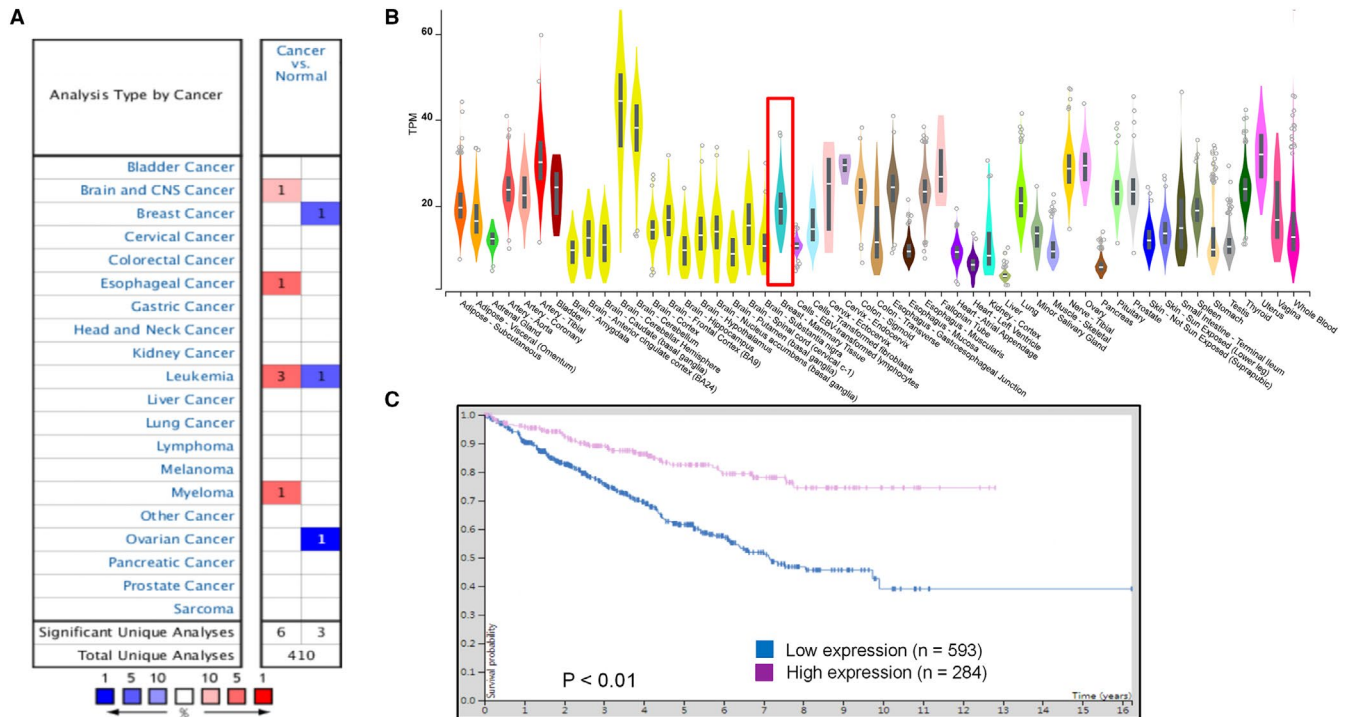 A
Analysis Type by Cancer
Cancer
vs.
Normal
Bladder Cancer
Brain and CNS Cancer 1
Breast Cancer 1
Cervical Cancer
Colorectal Cancer
Esophageal Cancer 1
Gastric Cancer
Head and Neck Cancer
Kidney Cancer
Leukemia 3 1
Liver Cancer
Lung Cancer
Lymphoma
Melanoma
Myeloma 1
Other Cancer
Ovarian Cancer 1
Pancreatic Cancer
Prostate Cancer
Sarcoma
Significant Unique Analyses 6 3
Total Unique Analyses 410
1 5 10 10 5 1
%
B
TPM
60
40
20
Adipose - Subcutaneous
Adipose - Visceral (Omentum)
Adrenal Gland
Artery - Aorta
Artery - Coronary
Artery - Tibial
Bladder
Brain - Amygdala
Brain - Anterior cingulate cortex (BA24)
Brain - Caudate (basal ganglia)
Brain - Cerebellar Hemisphere
Brain - Cerebellum
Brain - Cortex
Brain - Frontal Cortex (BA9)
Brain - Hippocampus
Brain - Hypothalamus
Brain - Nucleus accumbens (basal ganglia)
Brain - Putamen (basal ganglia)
Brain - Spinal cord (cervical c-1)
Brain - Substantia nigra
Breast - Mammary Tissue
Cells - EBV-transformed lymphocytes
Cells - Transformed fibroblasts
Cervix - Ectocervix
Cervix - Endocervix
Colon - Sigmoid
Colon - Transverse
Esophagus - Gastroesophageal Junction
Esophagus - Mucosa
Esophagus - Muscularis
Fallopian Tube
Heart - Atrial Appendage
Heart - Left Ventricle
Kidney - Cortex
Liver
Lung
Minor Salivary Gland
Muscle - Skeletal
Nerve - Tibial
Ovary
Pancreas
Pituitary
Prostate
Skin - Not Sun Exposed (Suprapubic)
Skin - Sun Exposed (Lower leg)
Small Intestine - Terminal Ileum
Spleen
Stomach
Testis
Thyroid
Uterus
Vagina
Whole Blood
C
1.0
0.9
0.8
0.7
0.6
0.5
0.4
0.3
0.2
0.1
0.0
Survival probability
Low expression (n = 593)
High expression (n = 284)
P < 0.01
Time (years)
0 1 2 3 4 5 6 7 8 9 10 11 12 13 14 15 16